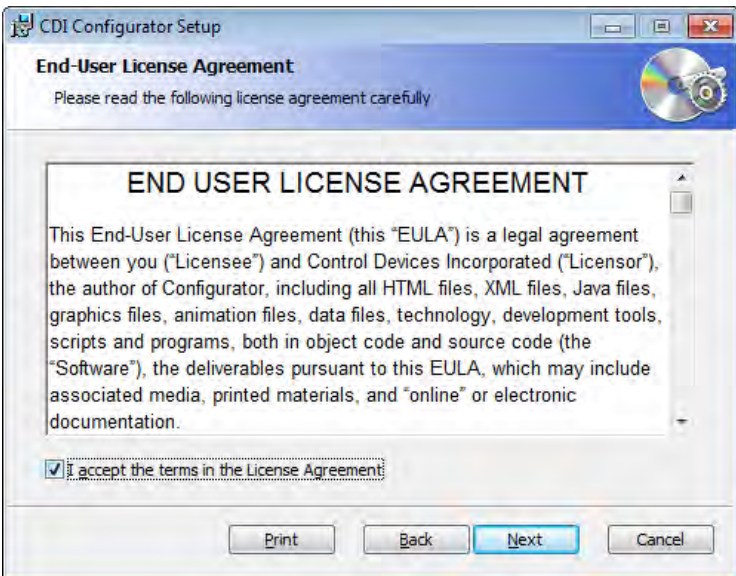 CDI Configurator Setup
End-User License Agreement
Please read the following license agreement carefully
END USER LICENSE AGREEMENT
This End-User License Agreement (this “EULA”) is a legal agreement
between you (“Licensee”) and Control Devices Incorporated (“Licensor”),
the author of Configurator, including all HTML files, XML files, Java files,
graphics files, animation files, data files, technology, development tools,
scripts and programs, both in object code and source code (the
“Software”), the deliverables pursuant to this EULA, which may include
associated media, printed materials, and “online” or electronic
documentation.
I accept the terms in the License Agreement
Print Back Next Cancel